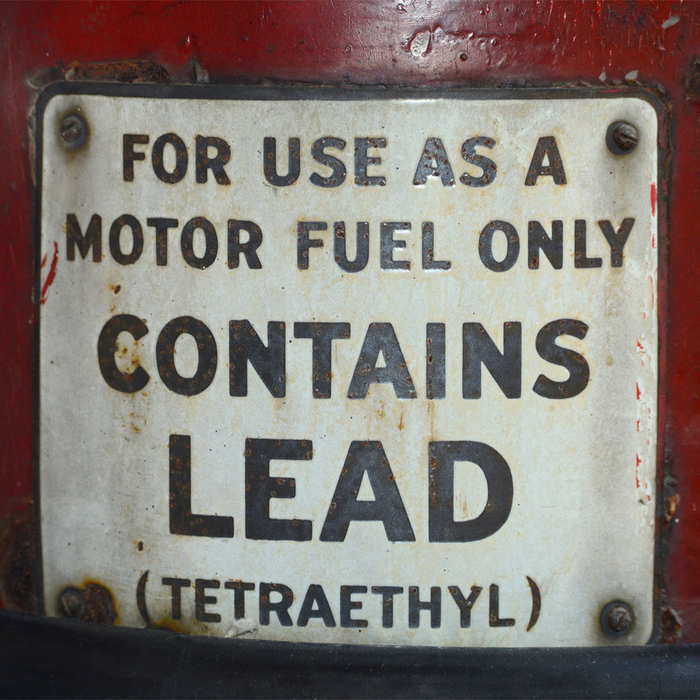 FOR USE AS A
MOTOR FUEL ONLY
CONTAINS
LEAD
(TETRAETHYL)